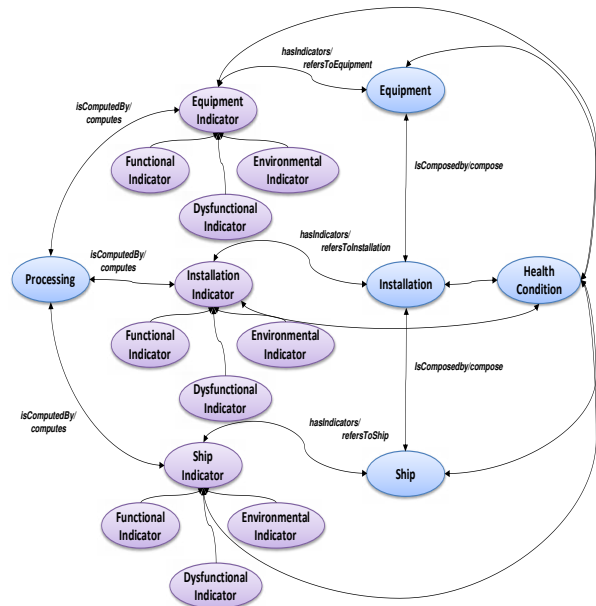 hasIndicators/
refersToEquipment
Equipment
Indicator
Equipment
isComputedBy/
computes
Functional
Indicator
Environmental
Indicator
IsComposedby/compose
Dysfunctional
Indicator
hasIndicators/
refersToInstallation
isComputedBy/
computes
Processing
Installation
Indicator
Installation
Health
Condition
Functional
Indicator
Environmental
Indicator
IsComposedby/compose
Dysfunctional
Indicator
isComputedBy/
computes
hasIndicators/
refersToShip
Ship
Indicator
Ship
Functional
Indicator
Environmental
Indicator
Dysfunctional
Indicator